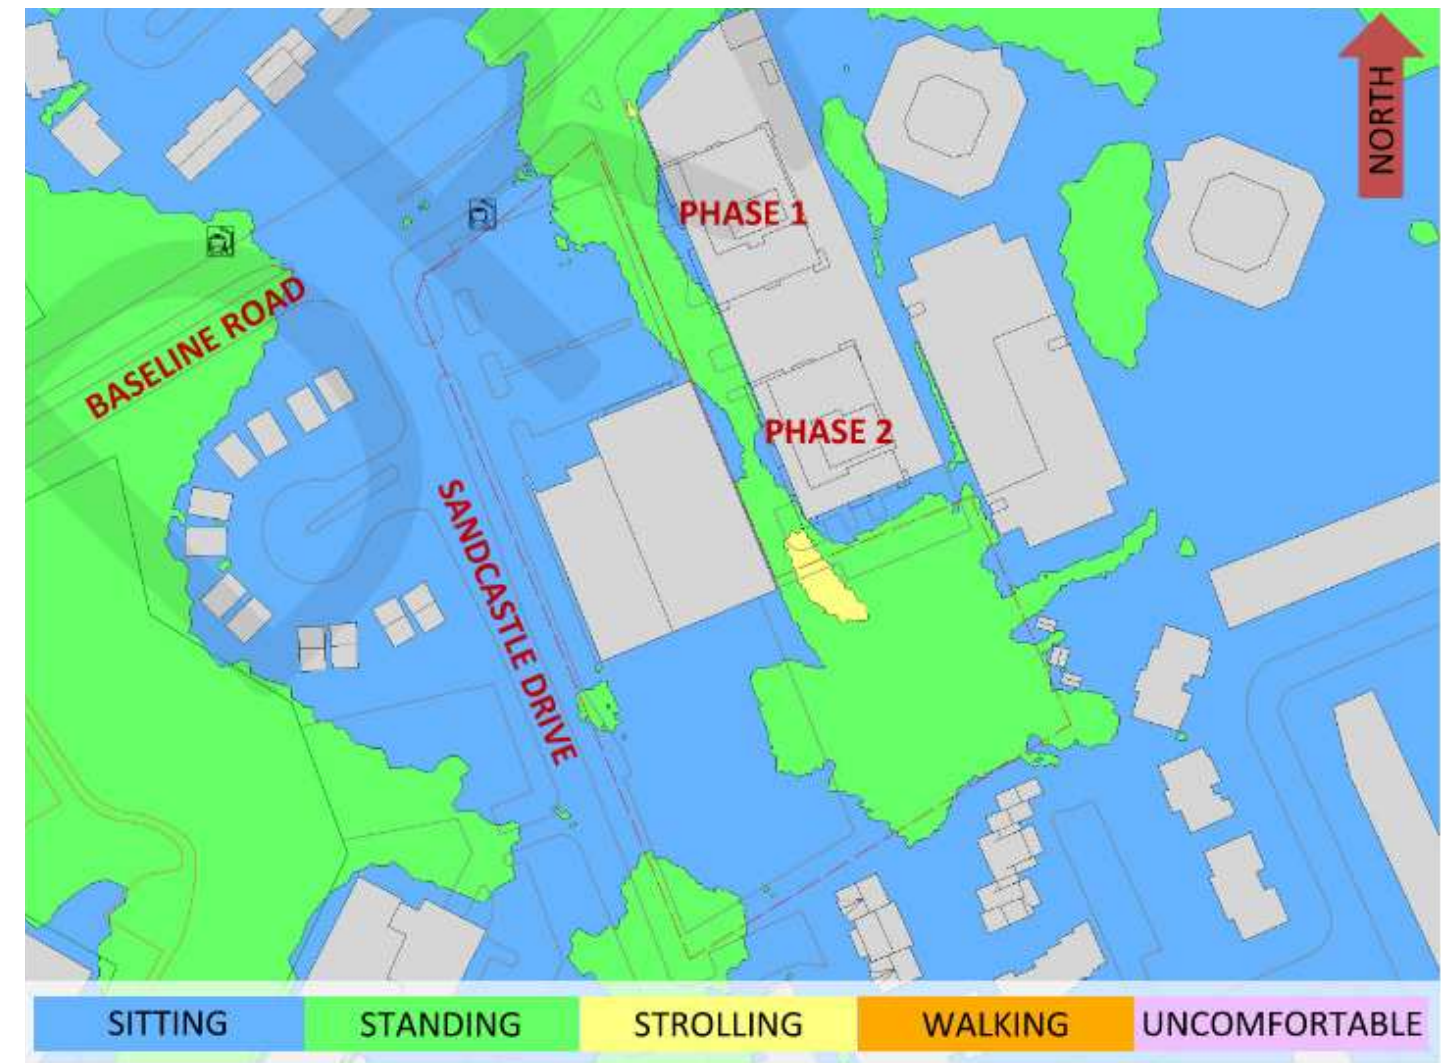 NORTH
PHASE 1
BASELINE ROAD
PHASE 2
SANDCASTLE DRIVE
SITTING STANDING STROLLING WALKING UNCOMFORTABLE